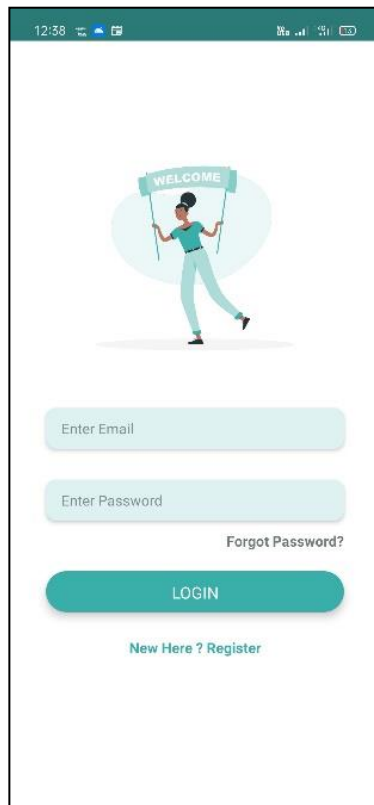 12:38
WELCOME
Enter Email
Enter Password
Forgot Password?
LOGIN
New Here ? Register